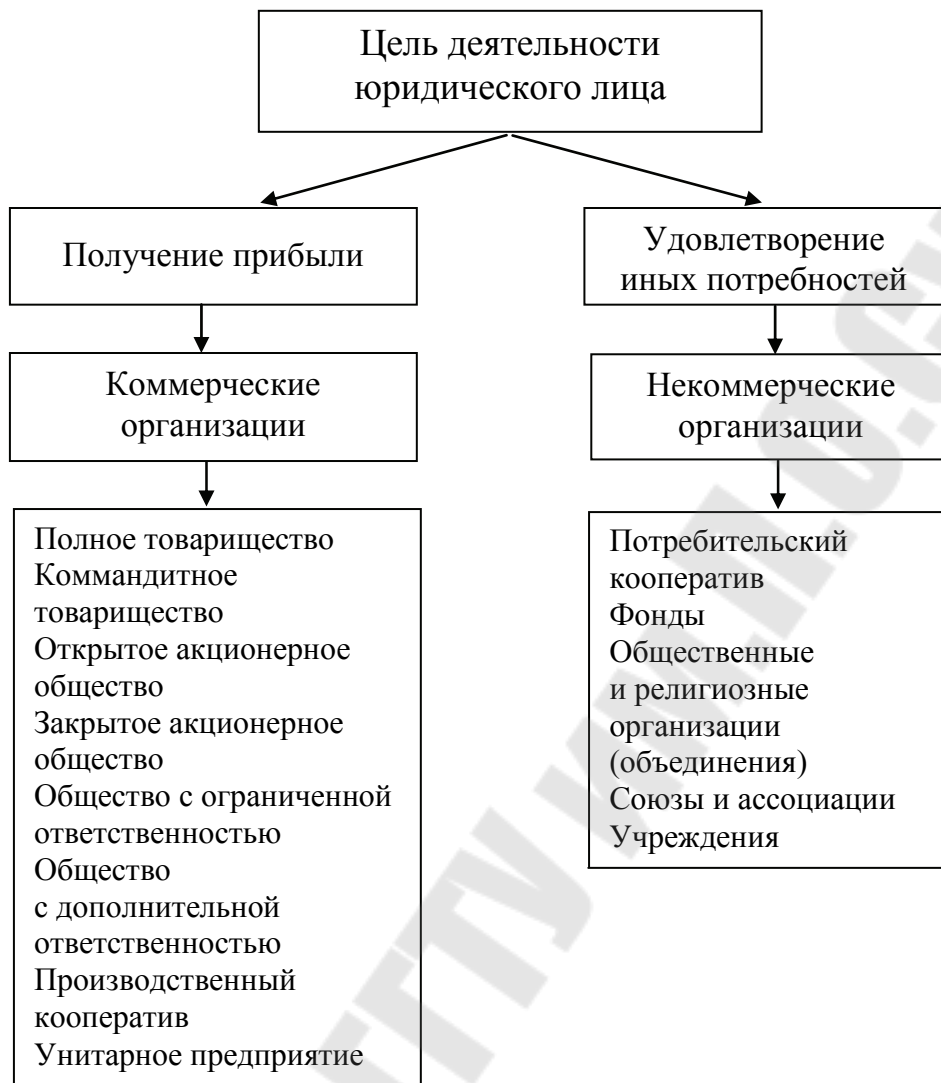 Цель деятельности
юридического лица
Получение прибыли
Удовлетворение
иных потребностей
Коммерческие
организации
Некоммерческие
организации
Полное товарищество
Коммандитное
товарищество
Открытое акционерное
общество
Закрытое акционерное
общество
Общество с ограниченной
ответственностью
Общество
с дополнительной
ответственностью
Производственный
кооператив
Унитарное предприятие
Потребительский
кооператив
Фонды
Общественные
и религиозные
организации
(объединения)
Союзы и ассоциации
Учреждения
ГГТУ им. П.О.